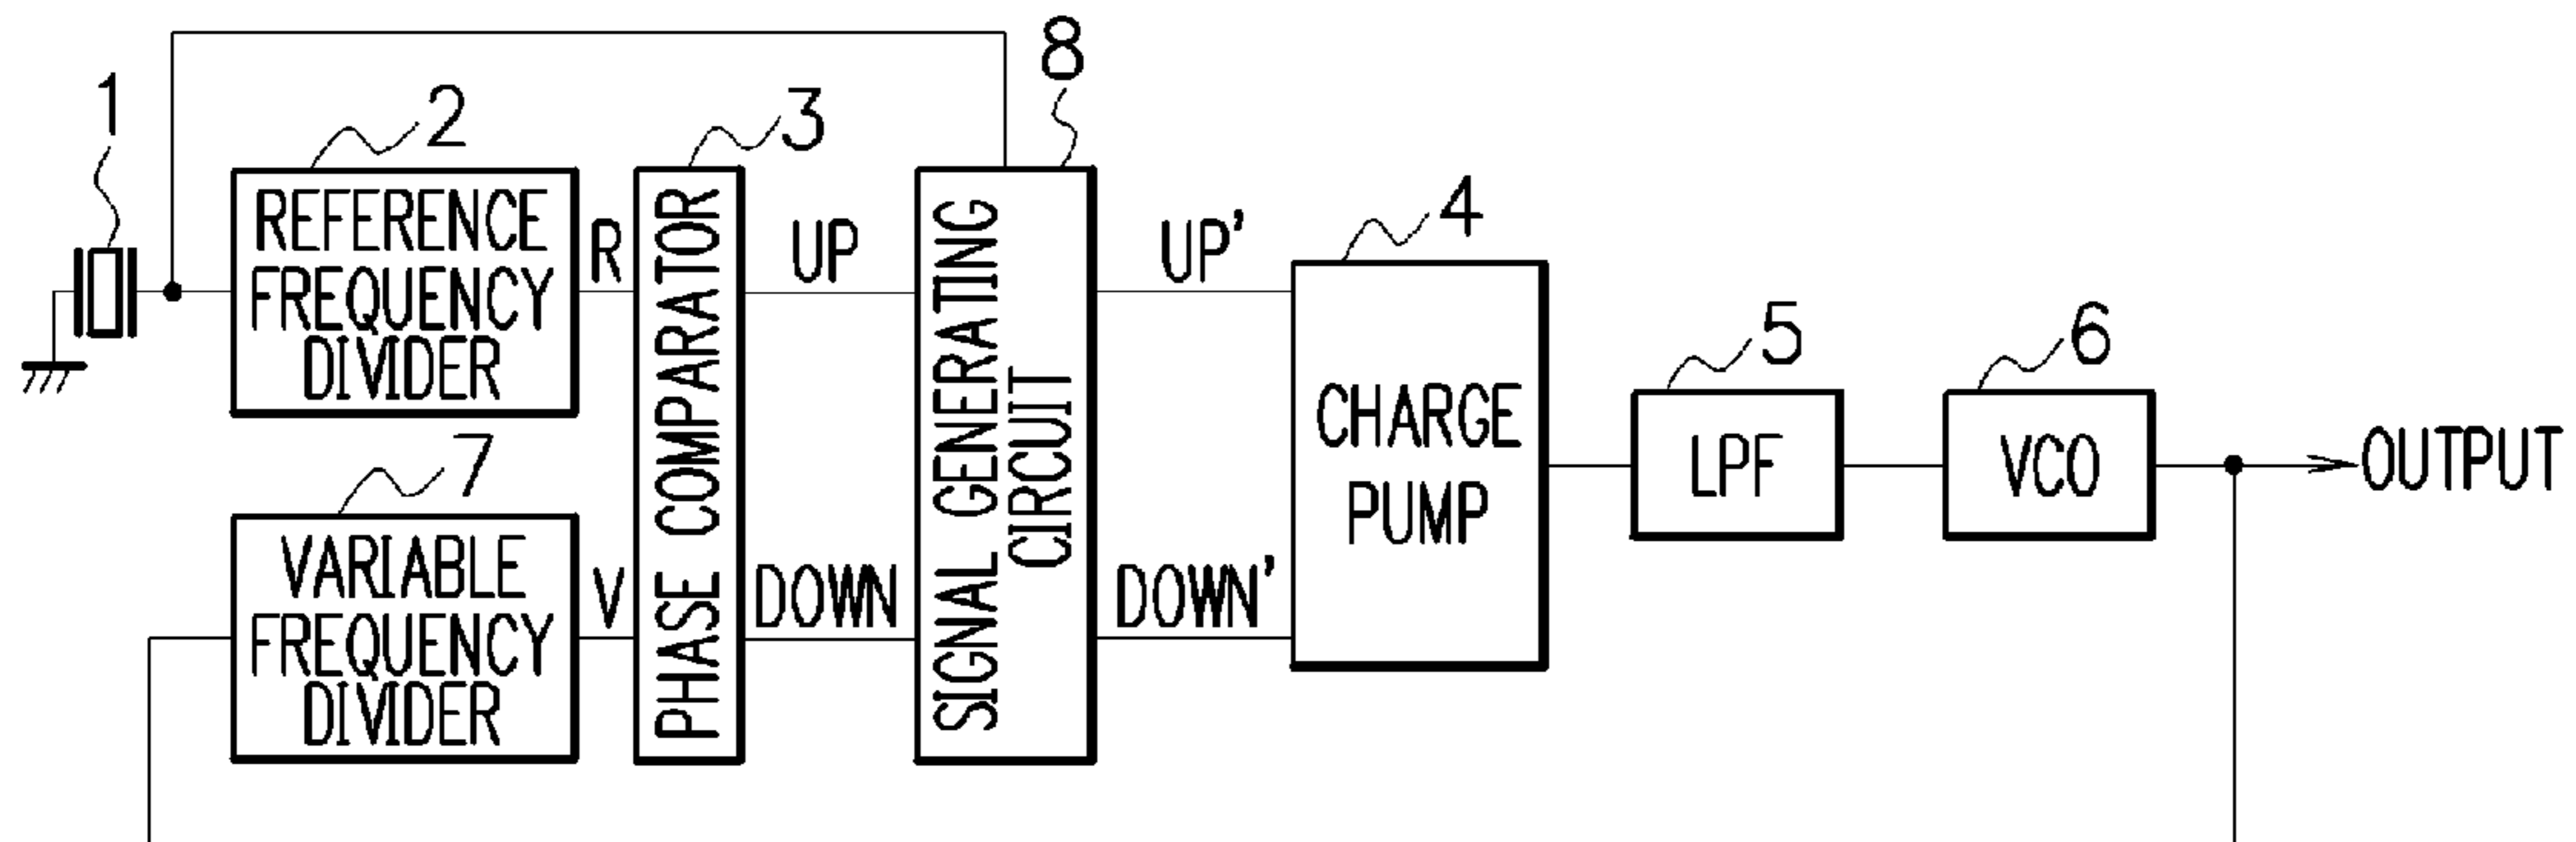 1
2
3
8
REFERENCE
FREQUENCY
DIVIDER
R
PHASE COMPARATOR
UP
SIGNAL GENERATING
CIRCUIT
UP'
4
CHARGE
PUMP
5
LPF
6
VCO
OUTPUT
7
VARIABLE
FREQUENCY
DIVIDER
V
DOWN
DOWN'